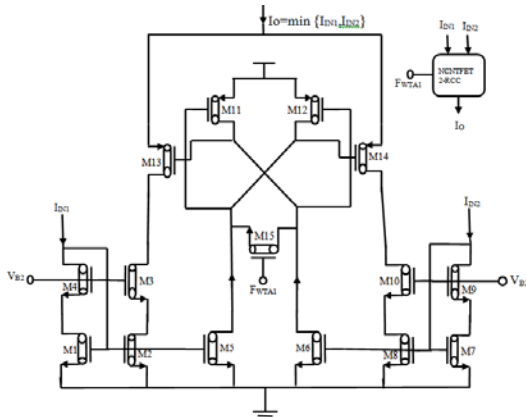 Io=min {IIN1,IIN2}
IIN1 IIN2
NCNTFET
2-RCC
FWTA1
Io
M11 M12
M13 M14
M15
IIN1 IIN2
FWTA1
M4 M3 M10 M9
VB2 VB2
M1 M2 M5 M6 M8 M7